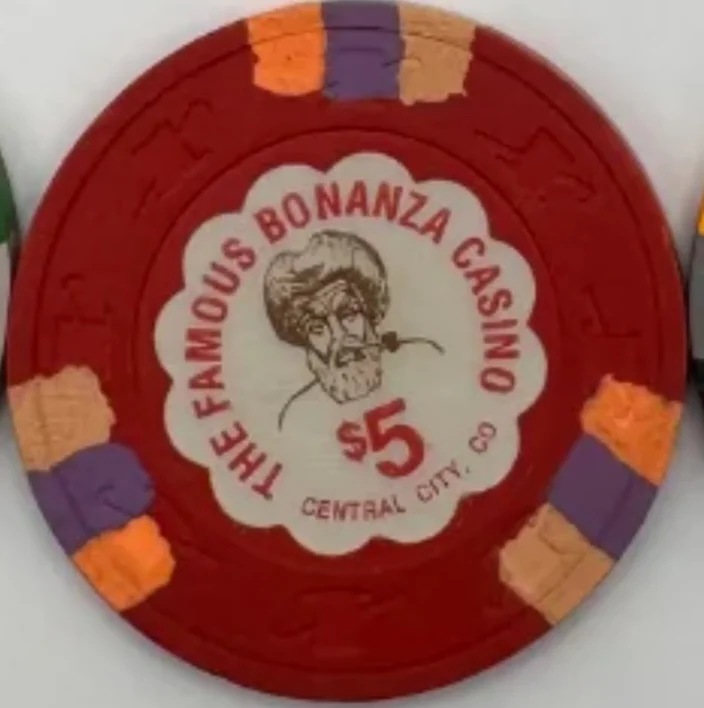 THE FAMOUS BONANZA CASINO
$5
CENTRAL CITY, CO